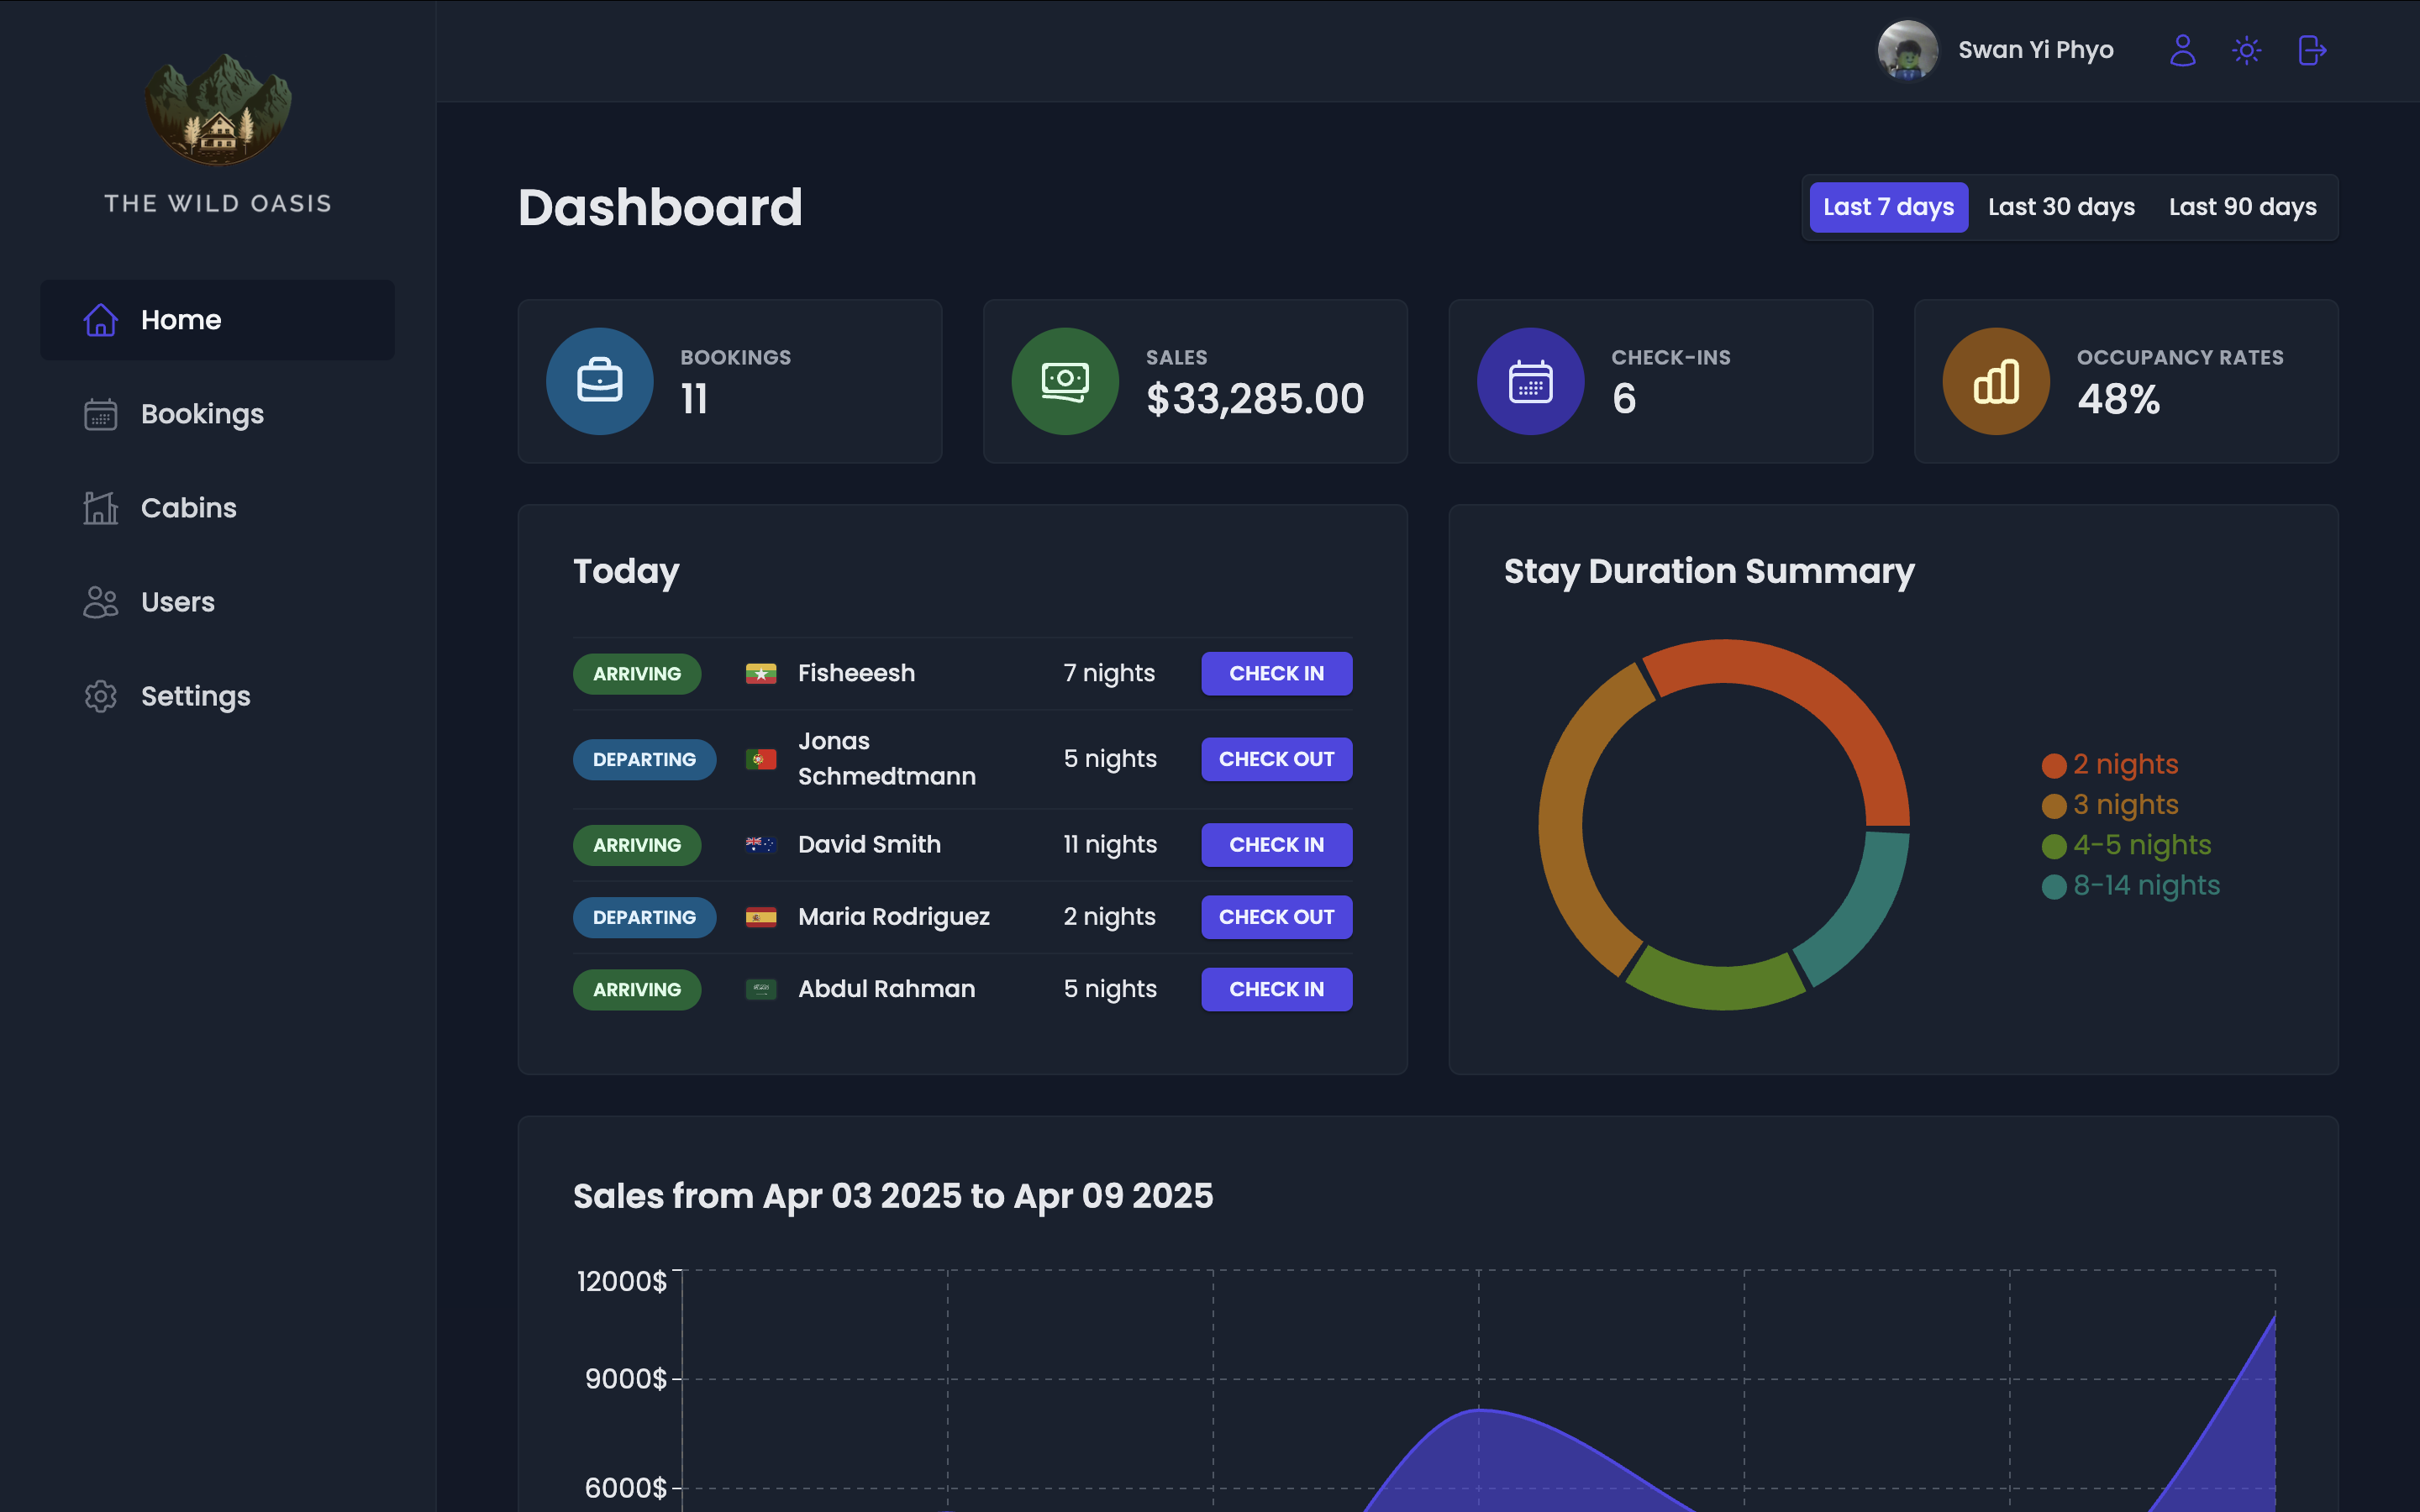 THE WILD OASIS
Home
Bookings
Cabins
Users
Settings
Swan Yi Phyo
Dashboard
Last 7 days
Last 30 days
Last 90 days
BOOKINGS
11
SALES
$33,285.00
CHECK-INS
6
OCCUPANCY RATES
48%
Today
ARRIVING Fisheeesh 7 nights CHECK IN
DEPARTING Jonas
Schmedtmann 5 nights CHECK OUT
ARRIVING David Smith 11 nights CHECK IN
DEPARTING Maria Rodriguez 2 nights CHECK OUT
ARRIVING Abdul Rahman 5 nights CHECK IN
Stay Duration Summary
2 nights
3 nights
4-5 nights
8-14 nights
Sales from Apr 03 2025 to Apr 09 2025
12000$
9000$
6000$